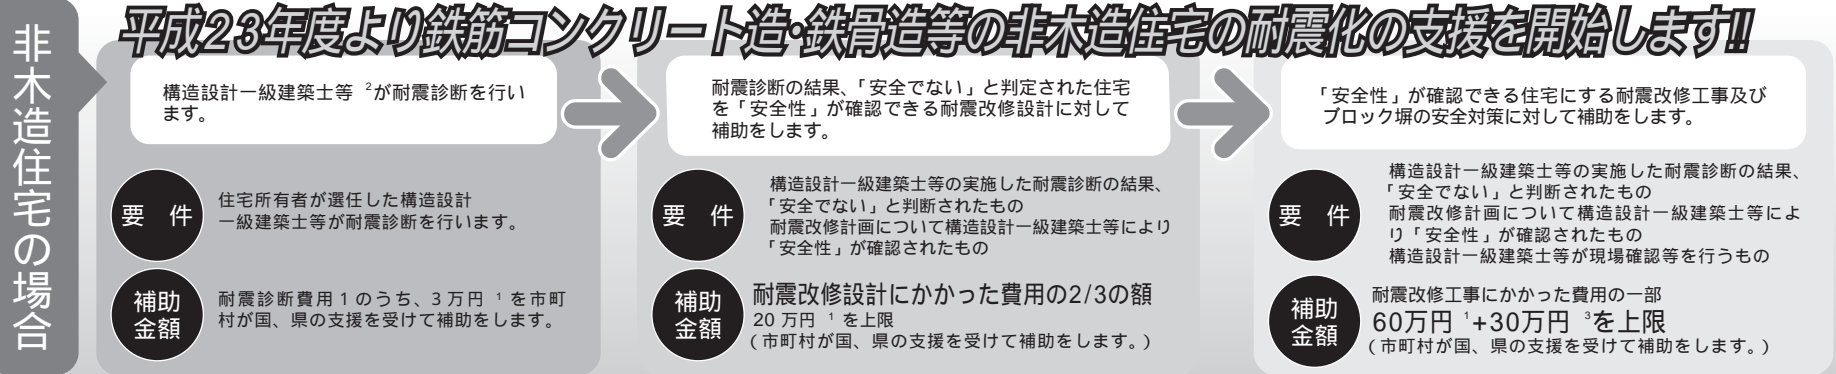 平成23年度より鉄筋コンクリート造・鉄骨造等の非木造住宅の耐震化の支援を開始します!!
非木造住宅の場合
構造設計一級建築士等 2が耐震診断を行い
ます。
要 件
住宅所有者が選任した構造設計
一級建築士等が耐震診断を行います。
補助
金額
耐震診断費用1のうち、3万円 1 を市町
村が国、県の支援を受けて補助をします。
耐震診断の結果、「安全でない」と判定された住宅
を「安全性」が確認できる耐震改修設計に対して
補助をします。
要 件
構造設計一級建築士等の実施した耐震診断の結果、
「安全でない」と判断されたもの
耐震改修計画について構造設計一級建築士等により
「安全性」が確認されたもの
補助
金額
耐震改修設計にかかった費用の2/3の額
20 万円 1 を上限
(市町村が国、県の支援を受けて補助をします。)
「安全性」が確認できる住宅にする耐震改修工事及び
ブロック塀の安全対策に対して補助をします。
要 件
構造設計一級建築士等の実施した耐震診断の結果、
「安全でない」と判断されたもの
耐震改修計画について構造設計一級建築士等によ
り「安全性」が確認されたもの
構造設計一級建築士等が現場確認等を行うもの
補助
金額
耐震改修工事にかかった費用の一部
60万円 1+30万円 3を上限
(市町村が国、県の支援を受けて補助をします。)